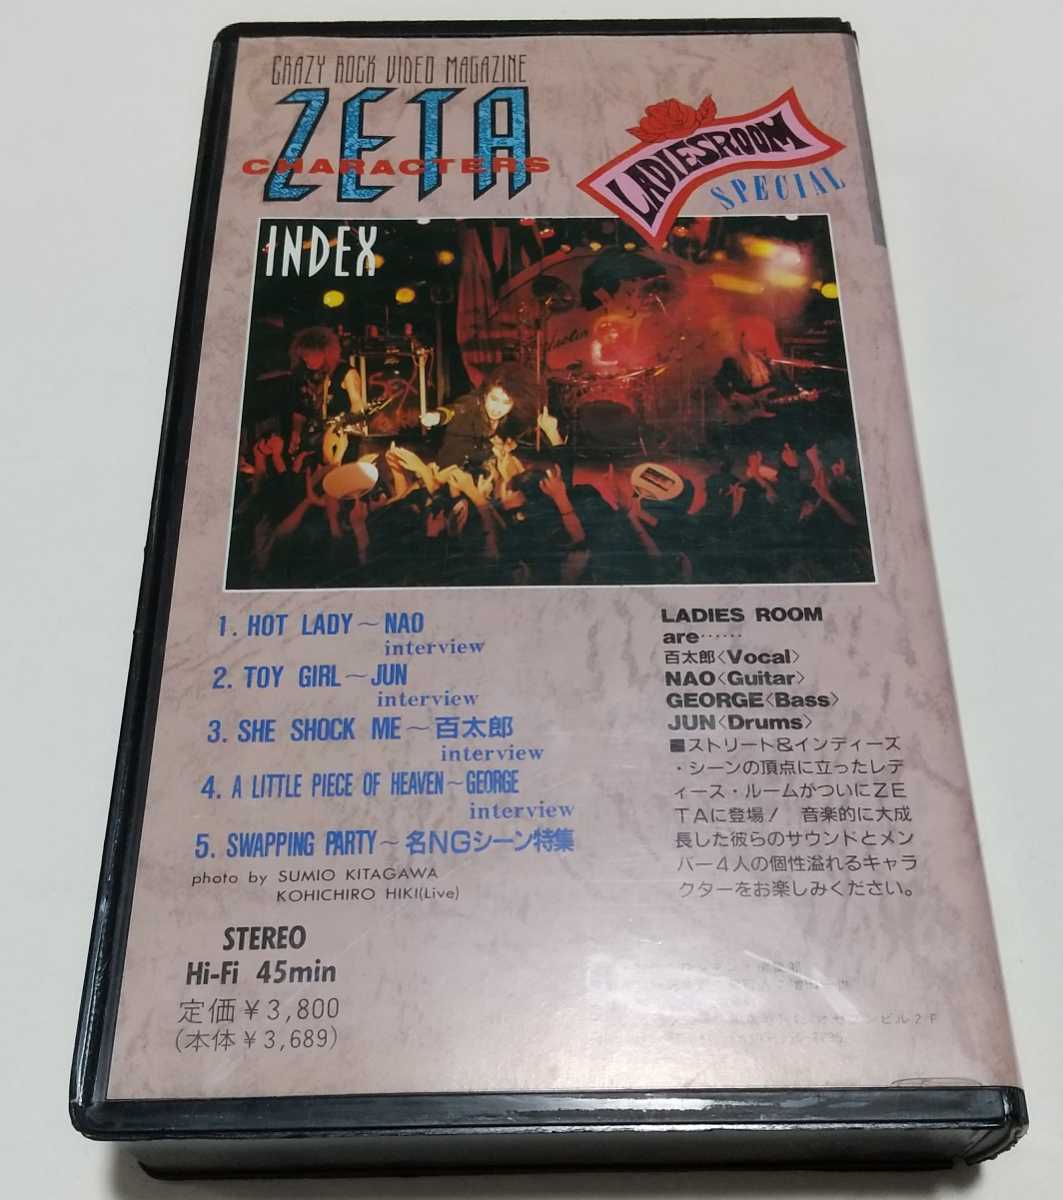 CRAZY ROCK VIDEO MAGAZINE
ZETA
CHARACTERS
LADIESROOM
SPECIAL
INDEX
SEX
1. HOT LADY～NAO
interview
2. TOY GIRL～JUN
interview
3. SHE SHOCK ME～百太郎
interview
4. A LITTLE PIECE OF HEAVEN～GEORGE
interview
5. SWAPPING PARTY～名NGシーン特集
photo by SUMIO KITAGAWA
KOHICHIRO HIKI(Live)
STEREO
Hi-Fi 45min
定価￥3,800
(本体￥3,689)
LADIES ROOM
are……
百太郎〈Vocal〉
NAO〈Guitar〉
GEORGE〈Bass〉
JUN〈Drums〉
■ストリート&インディーズ
・シーンの頂点に立ったレデ
ィース・ルームがついにZE
TAに登場! 音楽的に大成
長した彼らのサウンドとメン
バー4人の個性溢れるキャラ
クターをお楽しみください。
ビル2F